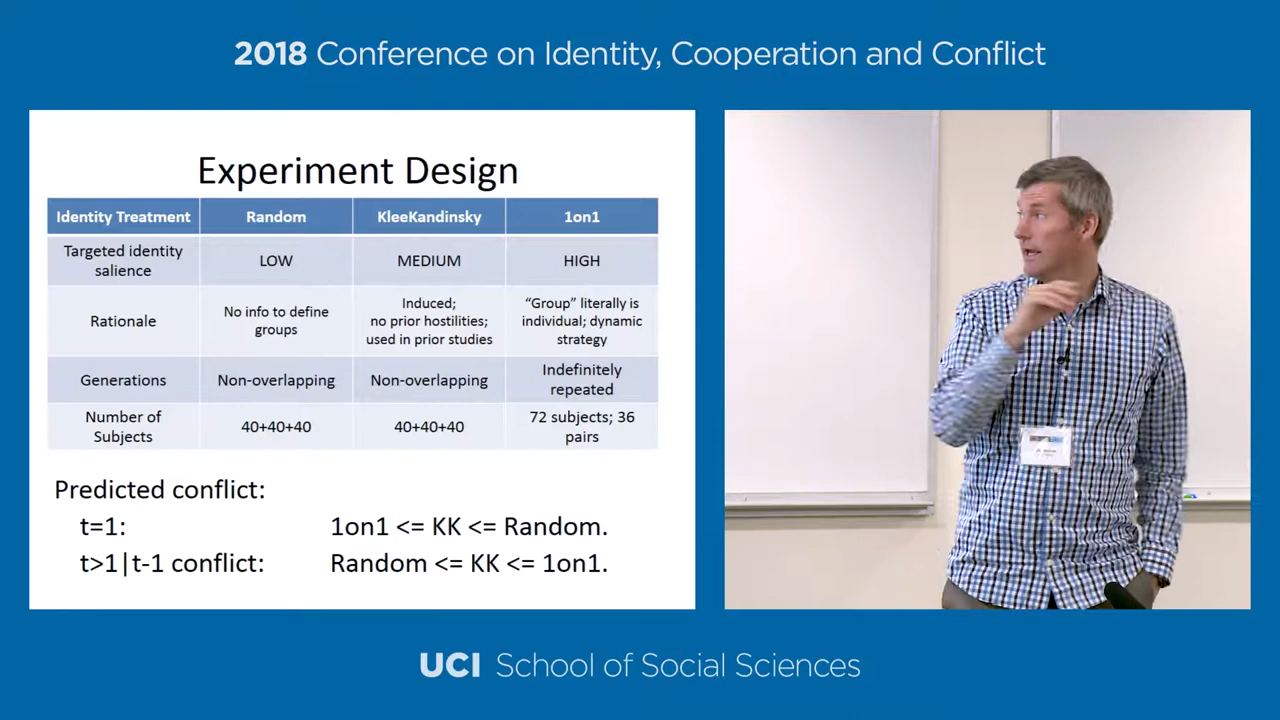 2018 Conference on Identity, Cooperation and Conflict
Experiment Design
Identity Treatment Random KleeKandinsky 1on1
Targeted identity salience LOW MEDIUM HIGH
Rationale No info to define groups Induced; no prior hostilities; used in prior studies “Group” literally is individual; dynamic strategy
Generations Non-overlapping Non-overlapping Indefinitely repeated
Number of Subjects 40+40+40 40+40+40 72 subjects; 36 pairs
Predicted conflict:
t=1: 1on1 <= KK <= Random.
t>1|t-1 conflict: Random <= KK <= 1on1.
UCI School of Social Sciences